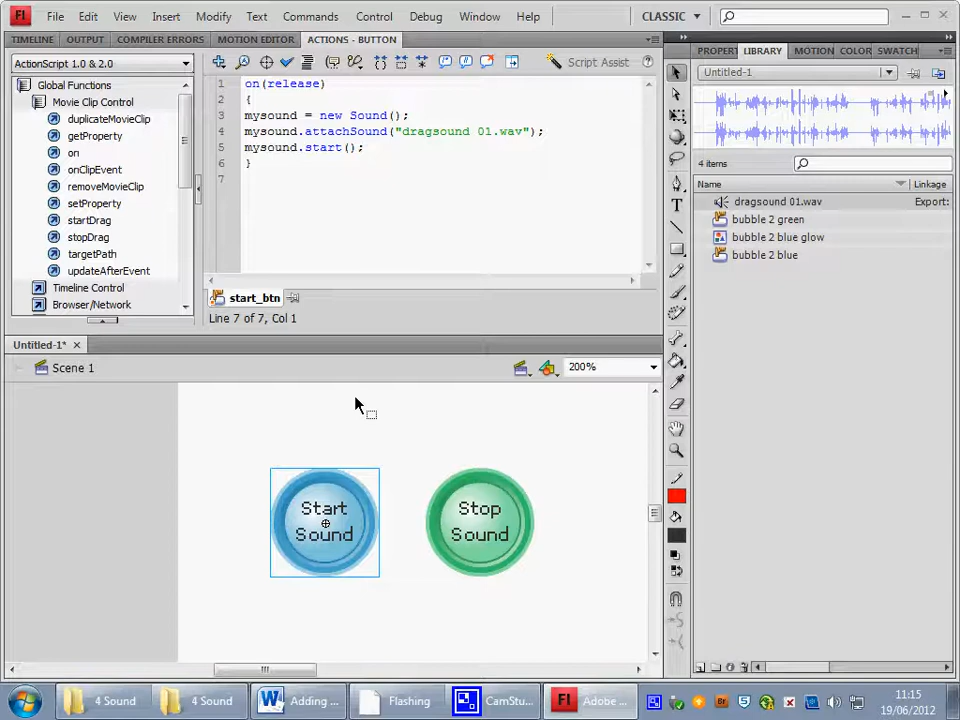 Fl File Edit View Insert Modify Text Commands Control Debug Window Help CLASSIC
TIMELINE OUTPUT COMPILER ERRORS MOTION EDITOR ACTIONS - BUTTON
PROPERT LIBRARY MOTION COLOR SWATCH
ActionScript 1.0 & 2.0
Script Assist
Untitled-1
Global Functions
Movie Clip Control
duplicateMovieClip
getProperty
on
onClipEvent
removeMovieClip
setProperty
startDrag
stopDrag
targetPath
updateAfterEvent
Timeline Control
Browser/Network
1 on(release)
2 {
3 mysound = new Sound();
4 mysound.attachSound("dragsound 01.wav");
5 mysound.start();
6 }
7
start_btn
Line 7 of 7, Col 1
4 items
Name Linkage
dragsound 01.wav Export:
bubble 2 green
bubble 2 blue glow
bubble 2 blue
Untitled-1*
Scene 1
200%
Start
Sound
Stop
Sound
4 Sound
4 Sound
Adding ...
Flashing
CamStu...
Fl Adobe ...
Br
11:15
19/06/2012